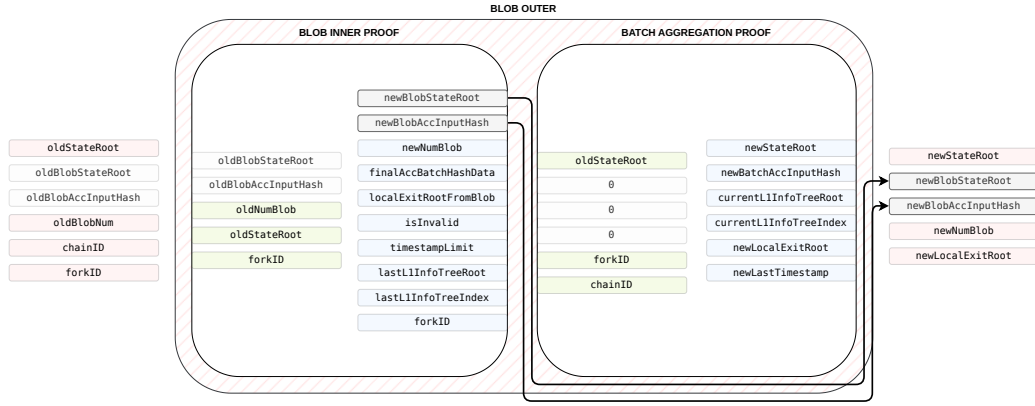 BLOB OUTER
BLOB INNER PROOF
BATCH AGGREGATION PROOF
oldStateRoot
oldBlobStateRoot
oldBlobAccInputHash
oldBlobNum
chainID
forkID
oldBlobStateRoot
oldBlobAccInputHash
oldNumBlob
oldStateRoot
forkID
newBlobStateRoot
newBlobAccInputHash
newNumBlob
finalAccBatchHashData
localExitRootFromBlob
isInvalid
timestampLimit
lastL1InfoTreeRoot
lastL1InfoTreeIndex
forkID
oldStateRoot
0
0
0
forkID
chainID
newStateRoot
newBatchAccInputHash
currentL1InfoTreeRoot
currentL1InfoTreeIndex
newLocalExitRoot
newLastTimestamp
newStateRoot
newBlobStateRoot
newBlobAccInputHash
newNumBlob
newLocalExitRoot